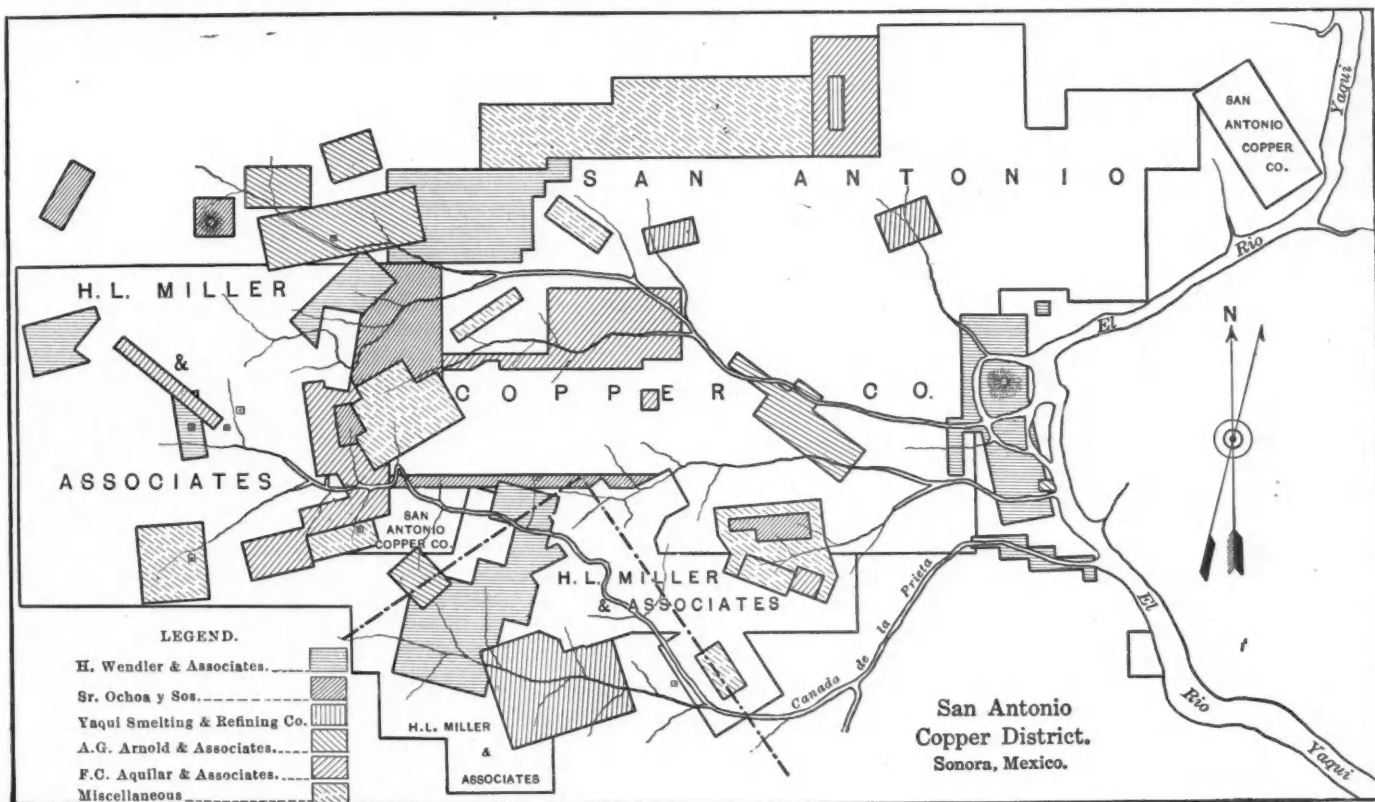 SAN
ANTONIO
COPPER
CO.
Yaqui
SAN ANTONIO
Rio
El
N
H. L. MILLER
&
ASSOCIATES
COPPER CO.
SAN
ANTONIO
COPPER CO.
H. L. MILLER
& ASSOCIATES
Canado de la Prieta
El
Rio
Yaqui
H.L. MILLER
&
ASSOCIATES
LEGEND.
H. Wendler & Associates.
Sr. Ochoa y Sos.
Yaqui Smelting & Refining Co.
A.G. Arnold & Associates.
F.C. Aquilar & Associates.
Miscellaneous
San Antonio
Copper District.
Sonora, Mexico.